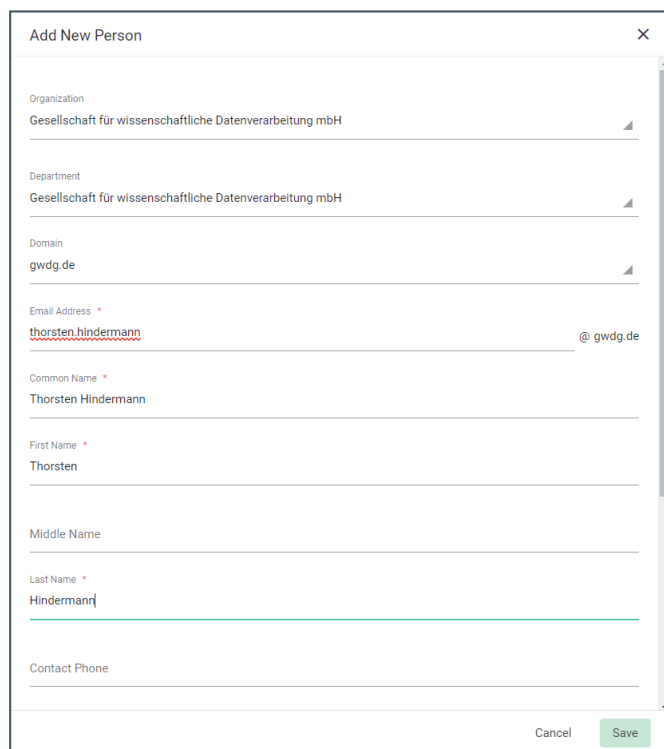 Add New Person
Organization
Gesellschaft für wissenschaftliche Datenverarbeitung mbH
Department
Gesellschaft für wissenschaftliche Datenverarbeitung mbH
Domain
gwdg.de
Email Address *
thorsten.hindermann @ gwdg.de
Common Name *
Thorsten Hindermann
First Name *
Thorsten
Middle Name
Last Name *
Hindermann
Contact Phone
Cancel Save